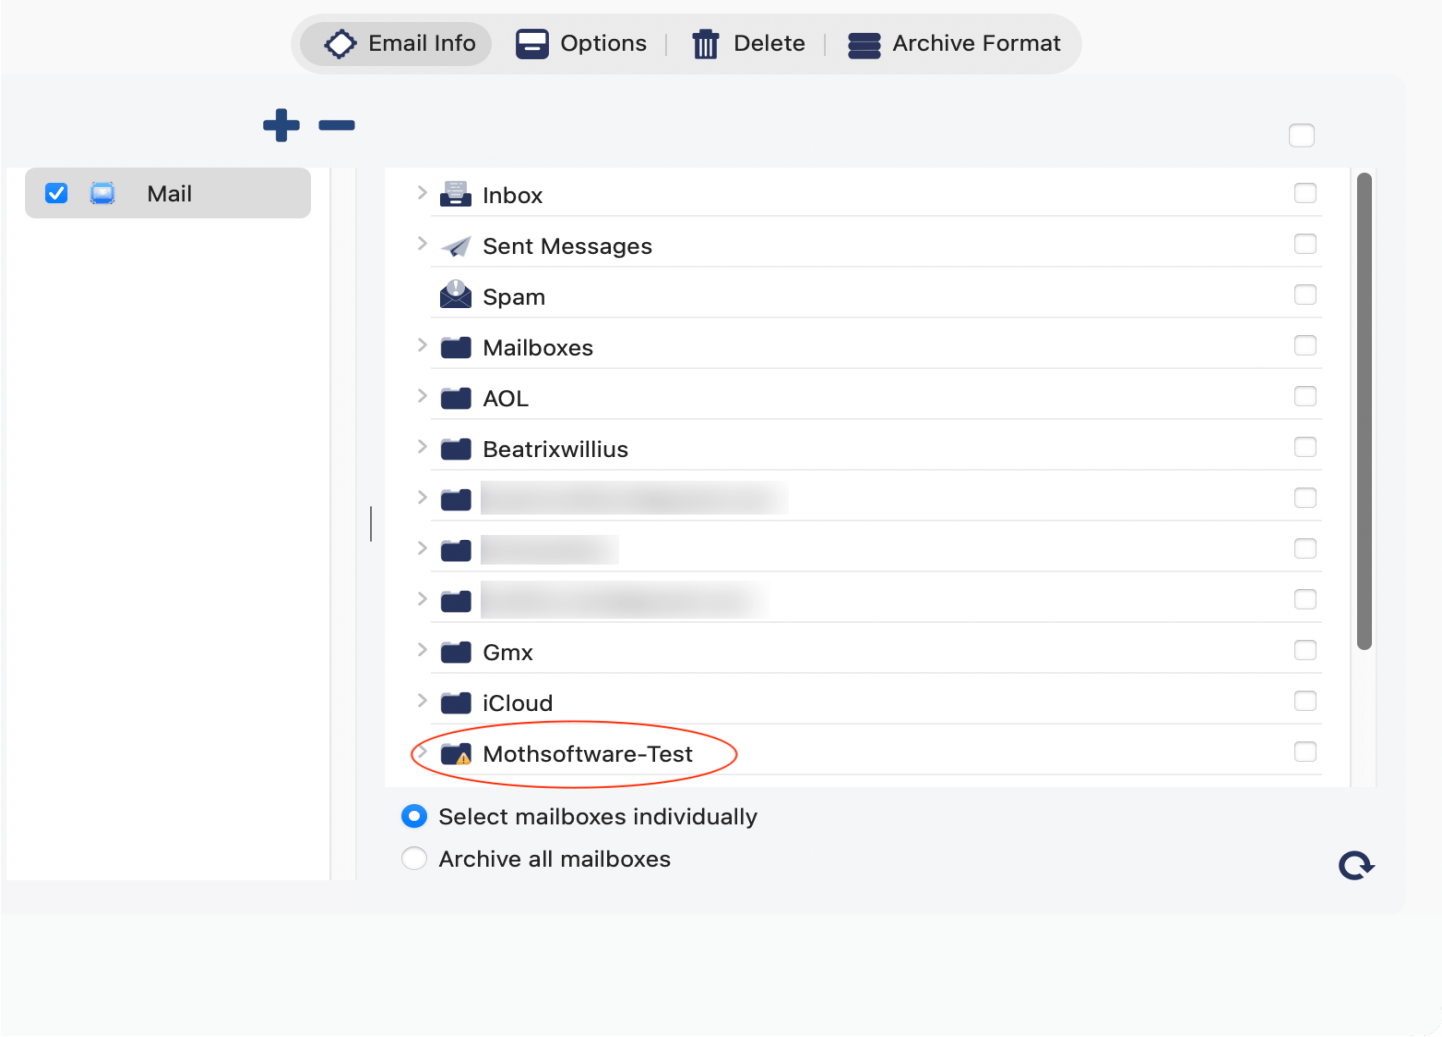 Email Info Options Delete Archive Format
Mail
Inbox
Sent Messages
Spam
Mailboxes
AOL
Beatrixwillius
Gmx
iCloud
Mothsoftware-Test
Select mailboxes individually
Archive all mailboxes